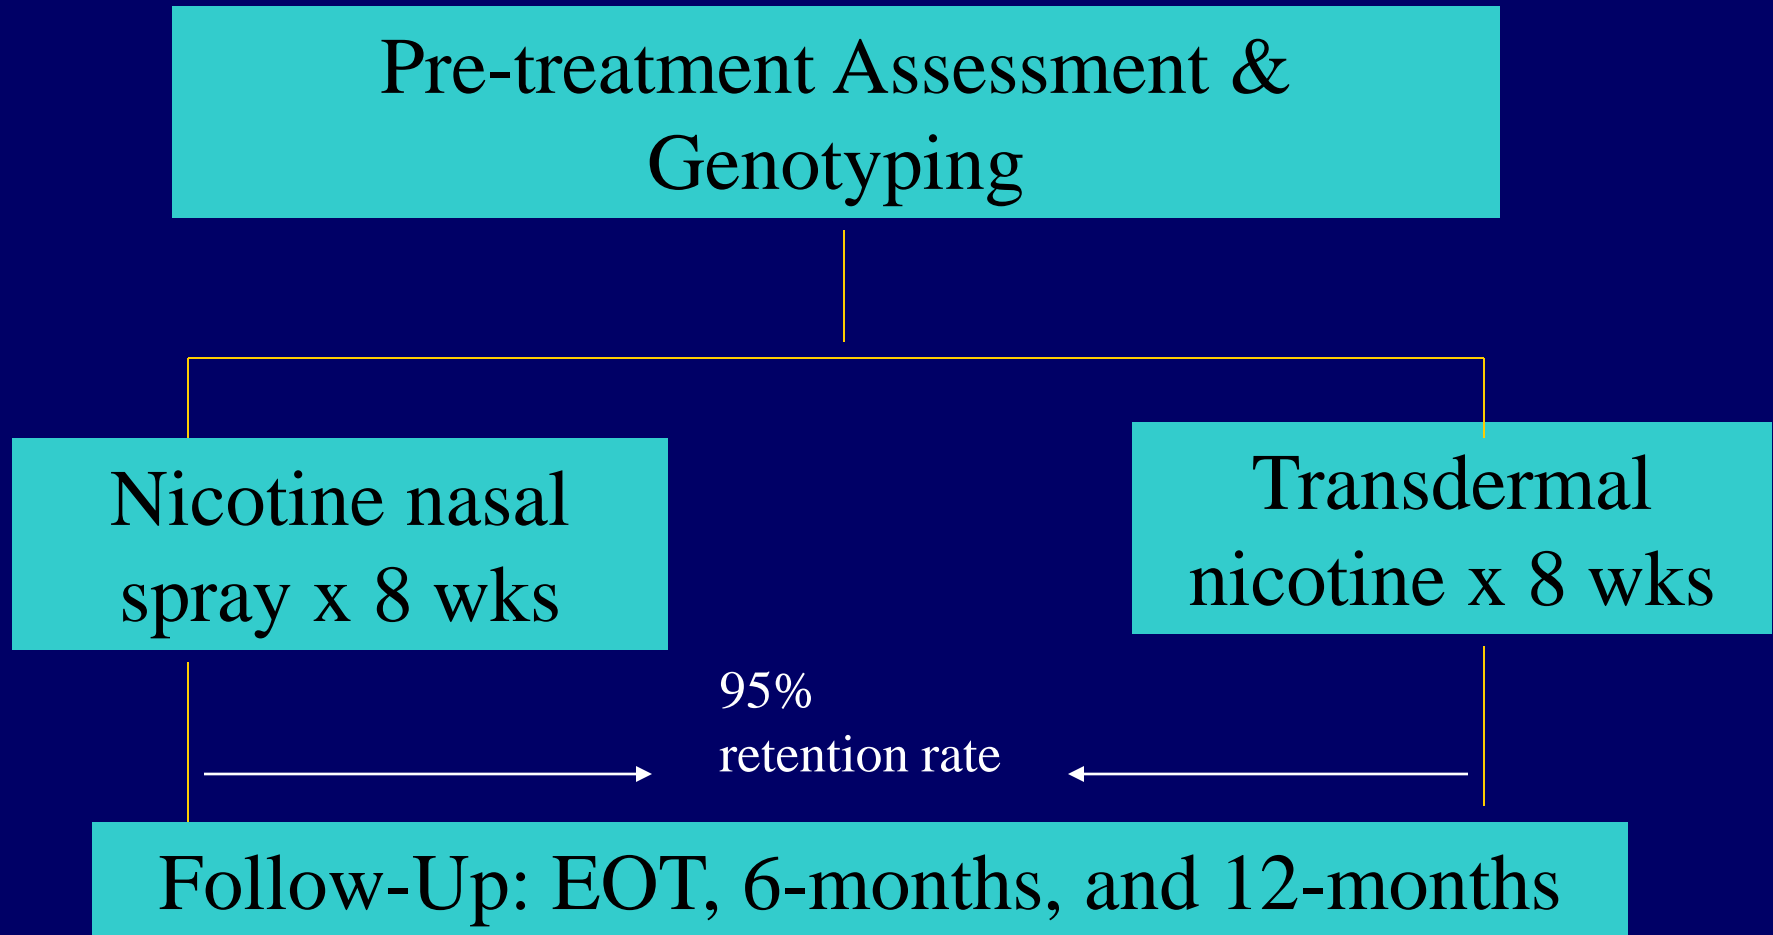 Pre-treatment Assessment &
Genotyping
Nicotine nasal
spray x 8 wks
Transdermal
nicotine x 8 wks
95%
retention rate
Follow-Up: EOT, 6-months, and 12-months